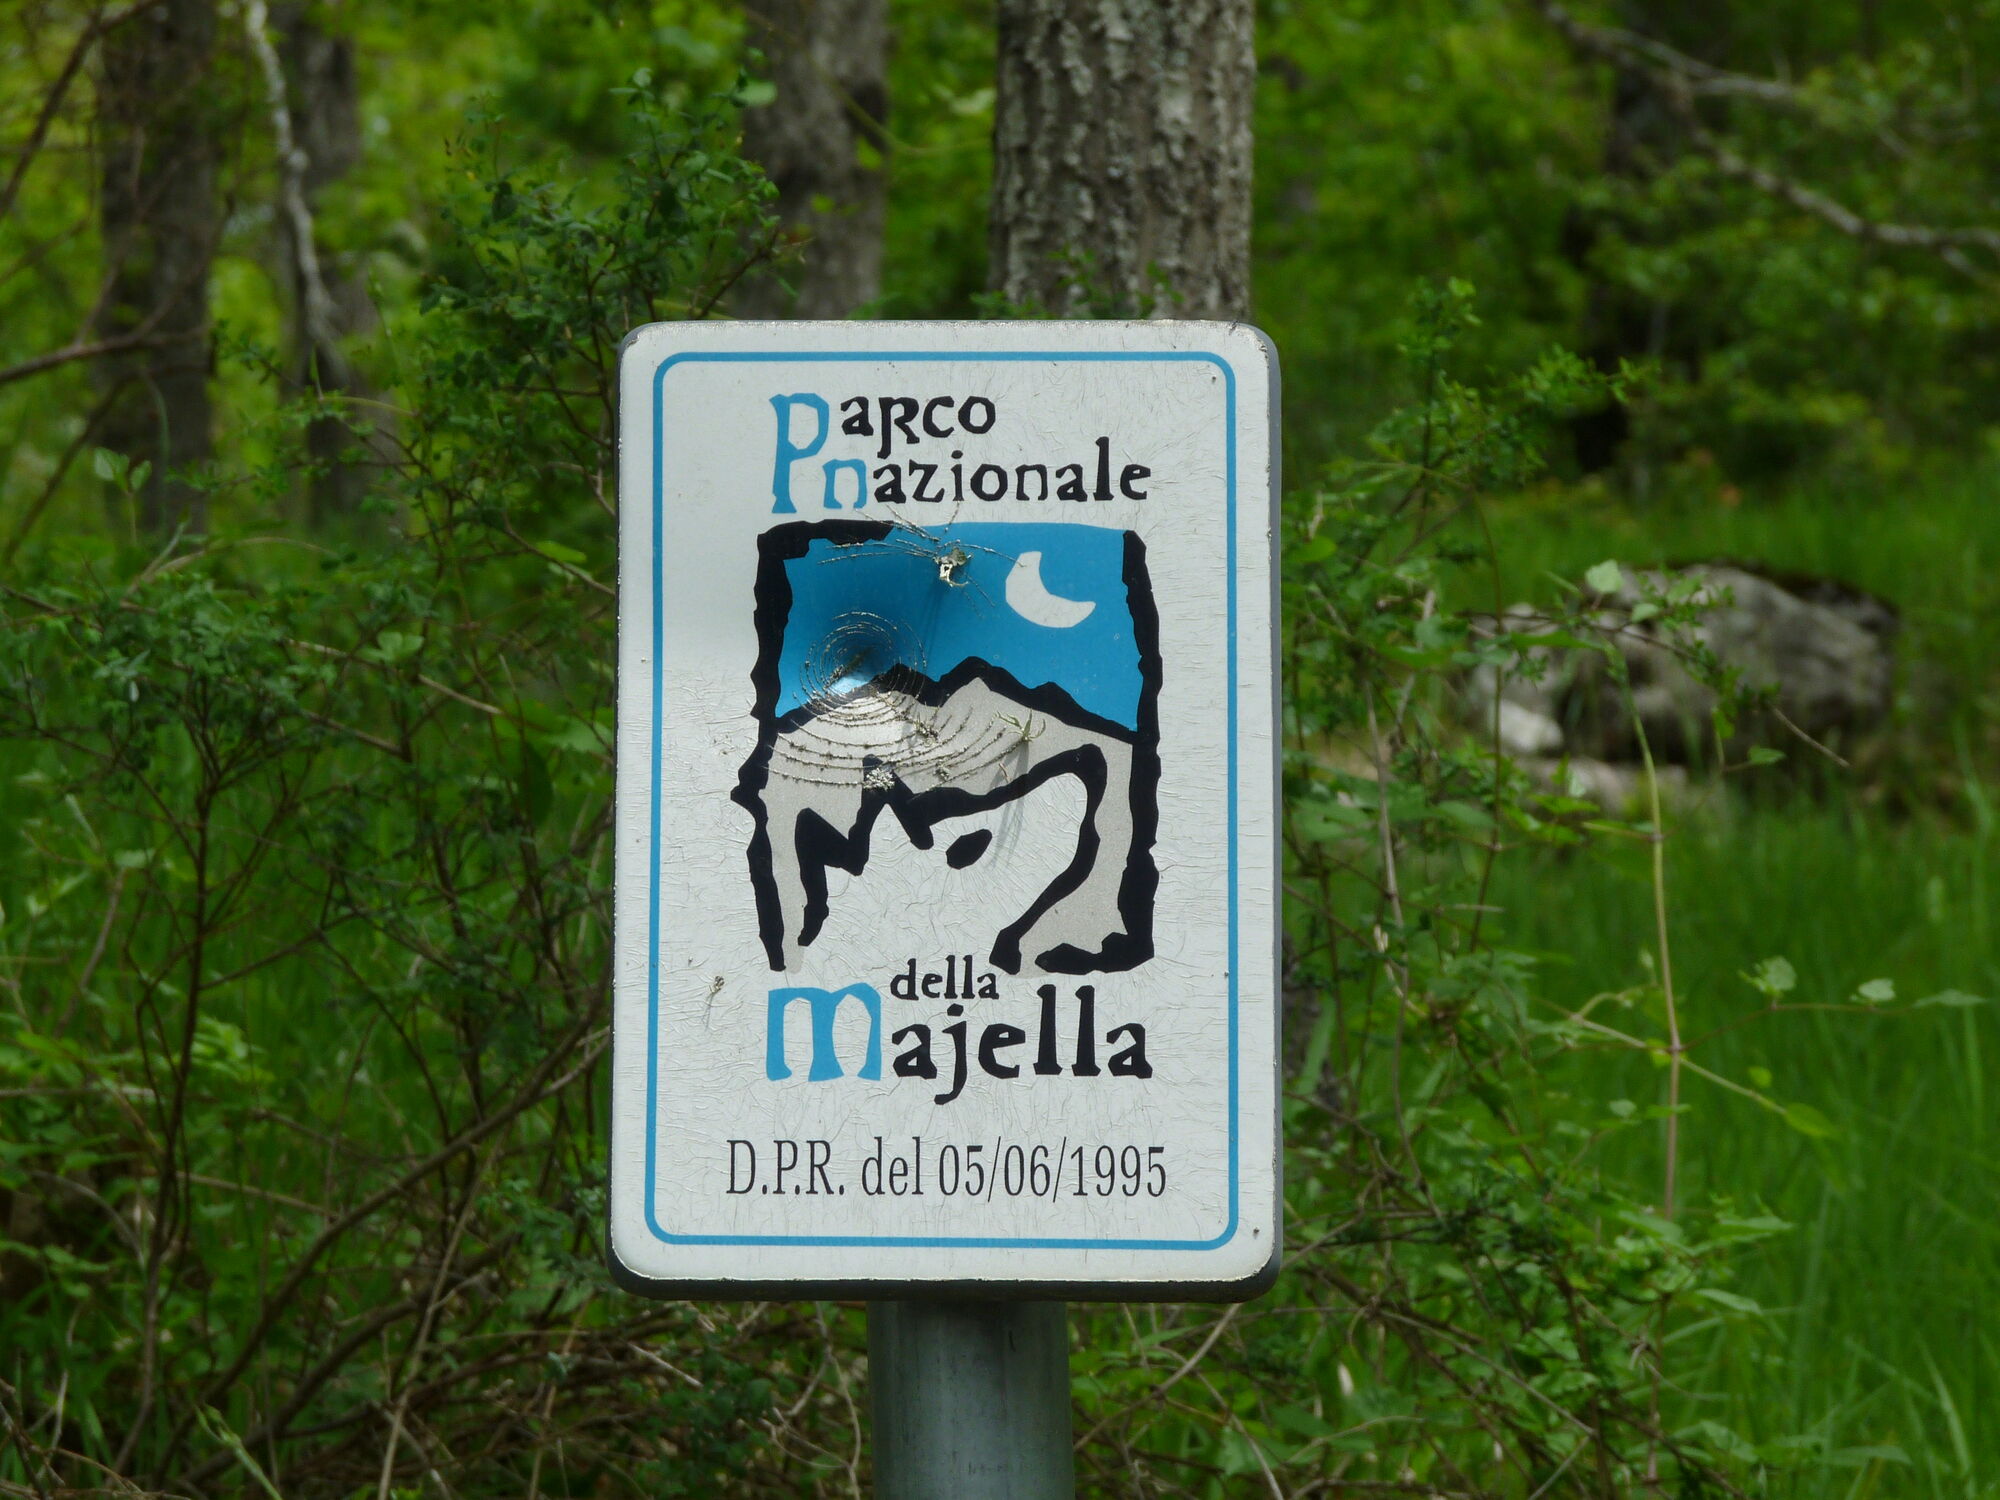 Parco
nazionale
della
majella
D.P.R. del 05/06/1995